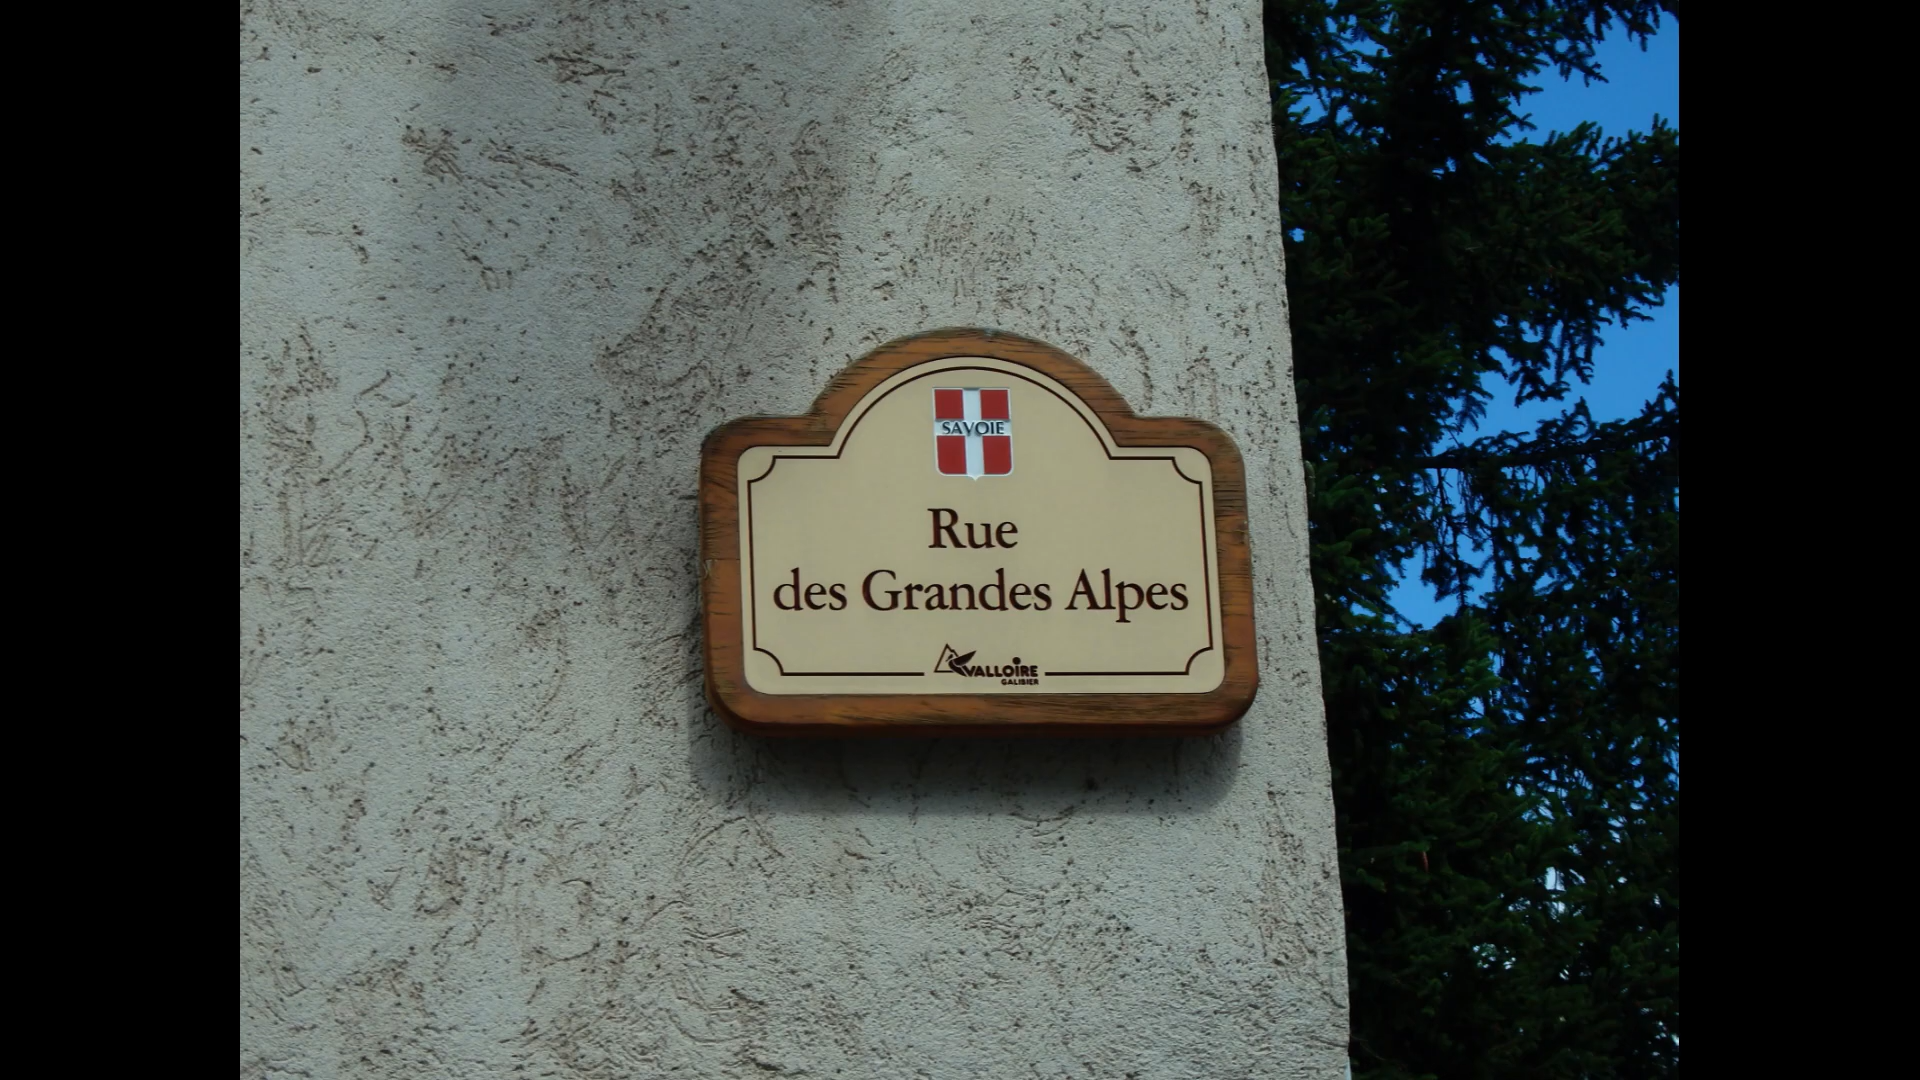 SAVOIE
Rue
des Grandes Alpes
VALLOIRE
GALIBIER